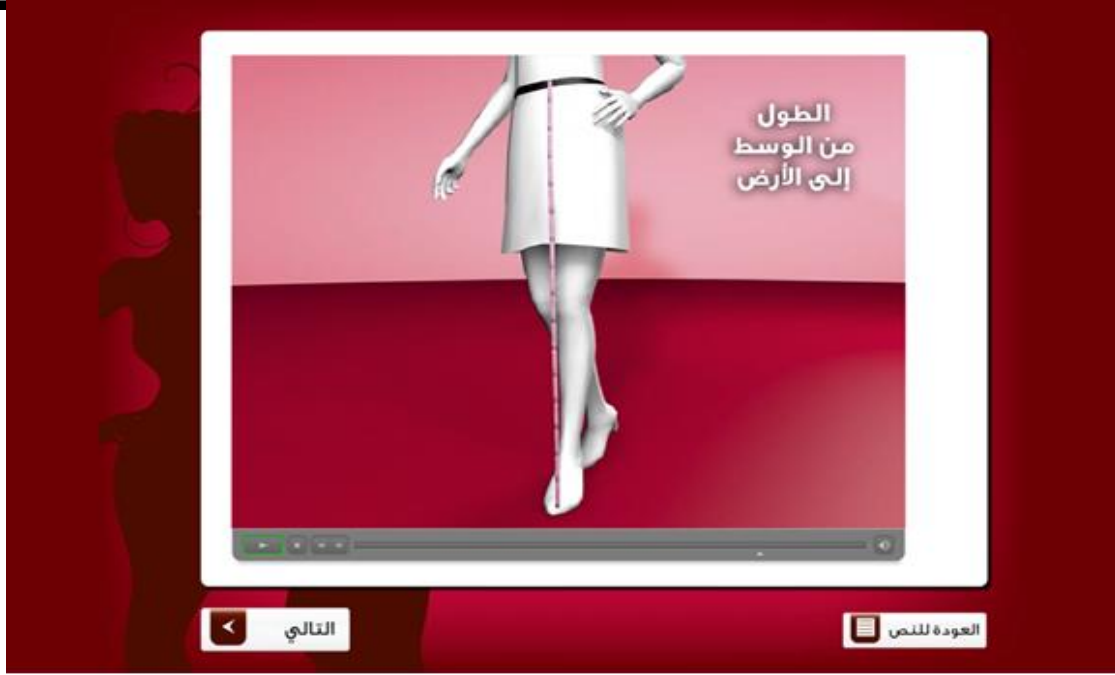 الطول
من الوسط
إلى الأرض
العودة للنص
التالي